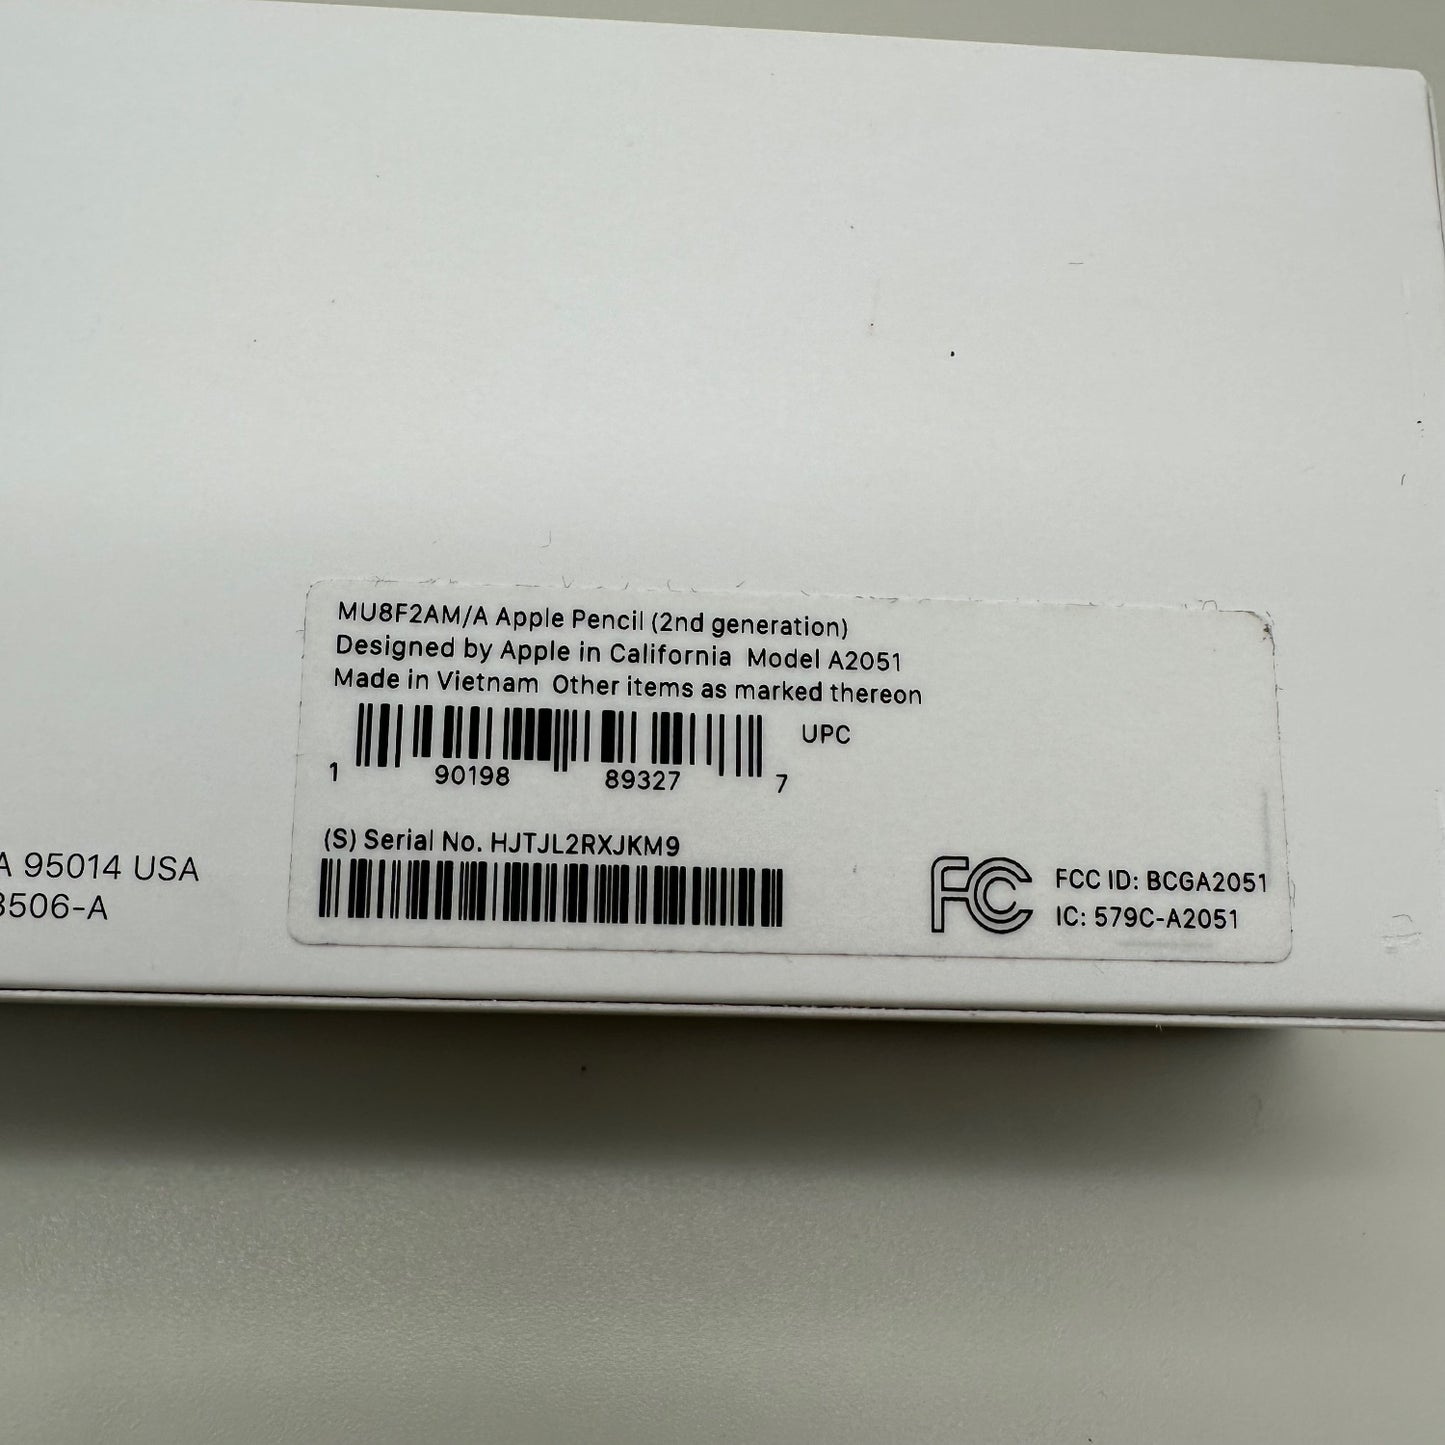 MU8F2AM/A Apple Pencil (2nd generation)
Designed by Apple in California Model A2051
Made in Vietnam Other items as marked thereon
UPC
1 90198 89327 7
(S) Serial No. HJTJL2RXJKM9
FC FCC ID: BCGA2051
IC: 579C-A2051
A 95014 USA
3506-A